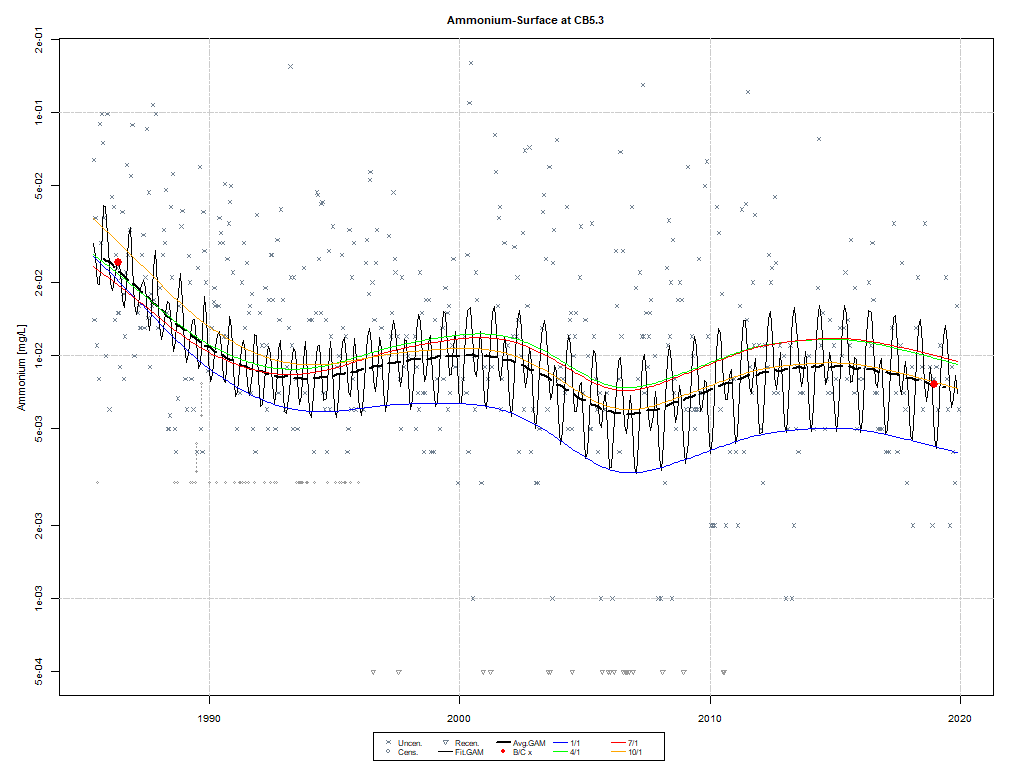 Ammonium-Surface at CB5.3
Ammonium [mg/L]
2e-01
1e-01
5e-02
2e-02
1e-02
5e-03
2e-03
1e-03
5e-04
1990 2000 2010 2020
Uncen. Recen. Avg.GAM 1/1 7/1
Cens. Fit.GAM B/C x 4/1 10/1